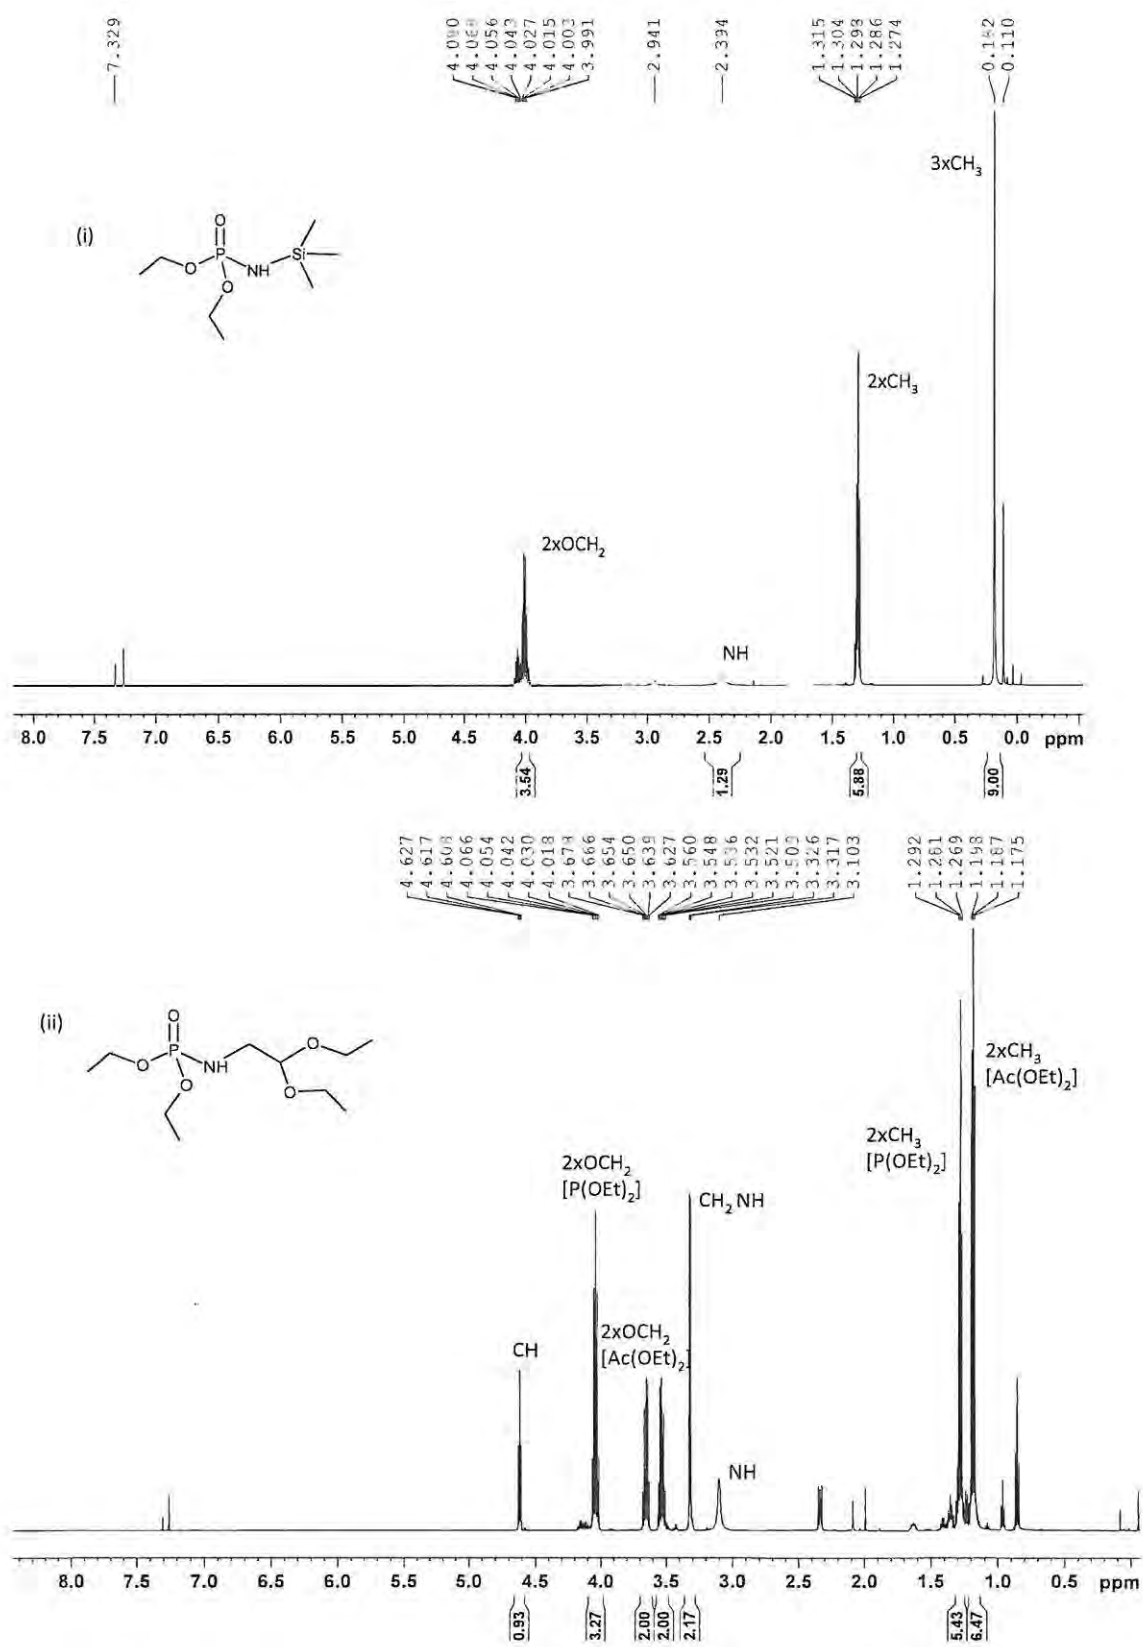 7.329
4.056
4.043
4.027
4.015
4.003
3.991
2.941
2.394
1.315
1.304
1.286
1.274
0.110
3xCH3
(i)
O
P
O
NH
Si
O
2xCH3
2xOCH2
NH
8.0 7.5 7.0 6.5 6.0 5.5 5.0 4.5 4.0 3.5 3.0 2.5 2.0 1.5 1.0 0.5 0.0 ppm
3.54
1.29
5.88
9.00
4.627
4.617
4.066
4.054
4.042
4.030
4.018
3.666
3.654
3.650
3.639
3.627
3.560
3.548
3.536
3.532
3.521
3.509
3.326
3.317
3.103
1.292
1.281
1.269
1.198
1.187
1.175
(ii)
O
P
O
NH
O
O
O
2xCH3
[Ac(OEt)2]
2xCH3
[P(OEt)2]
2xOCH2
[P(OEt)2]
CH2 NH
CH
2xOCH2
[Ac(OEt)2]
NH
8.0 7.5 7.0 6.5 6.0 5.5 5.0 4.5 4.0 3.5 3.0 2.5 2.0 1.5 1.0 0.5 ppm
0.93
3.27
2.00
2.00
2.17
5.43
6.47